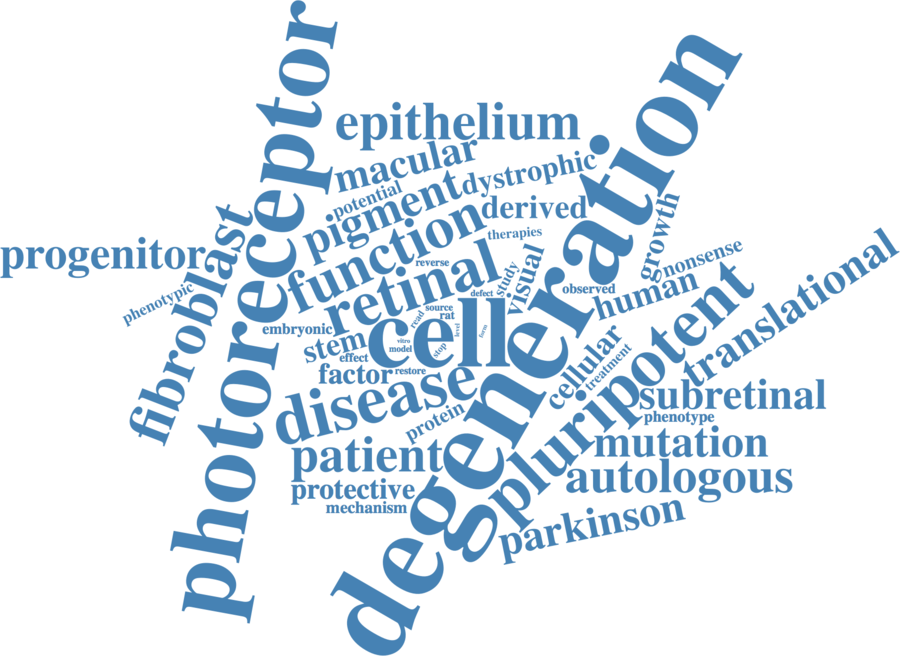 photoreceptor
degeneration
epithelium
macular
potential
pigment
dystrophic
derived
function
therapies
growth
progenitor
fibroblast
phenotypic
retinal
reverse
study
visual
observed
nonsense
human
translational
defect
source
rat
read
level
form
embryonic
stem
cell
vitro
model
stop
effect
factor
restore
cellular
treatment
pluripotent
disease
protein
subretinal
phenotype
patient
mutation
autologous
protective
mechanism
parkinson